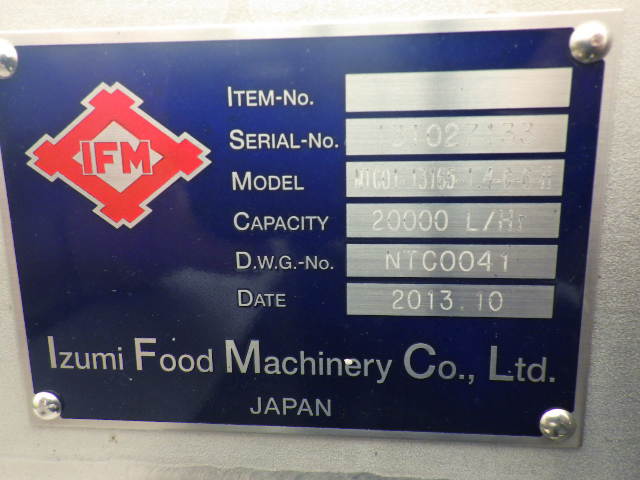 IFM
ITEM-No.
SERIAL-No. 131027133
MODEL
CAPACITY 20000 L/Hr
D.W.G.-No. NTC0041
DATE 2013.10
Izumi Food Machinery Co., Ltd.
JAPAN